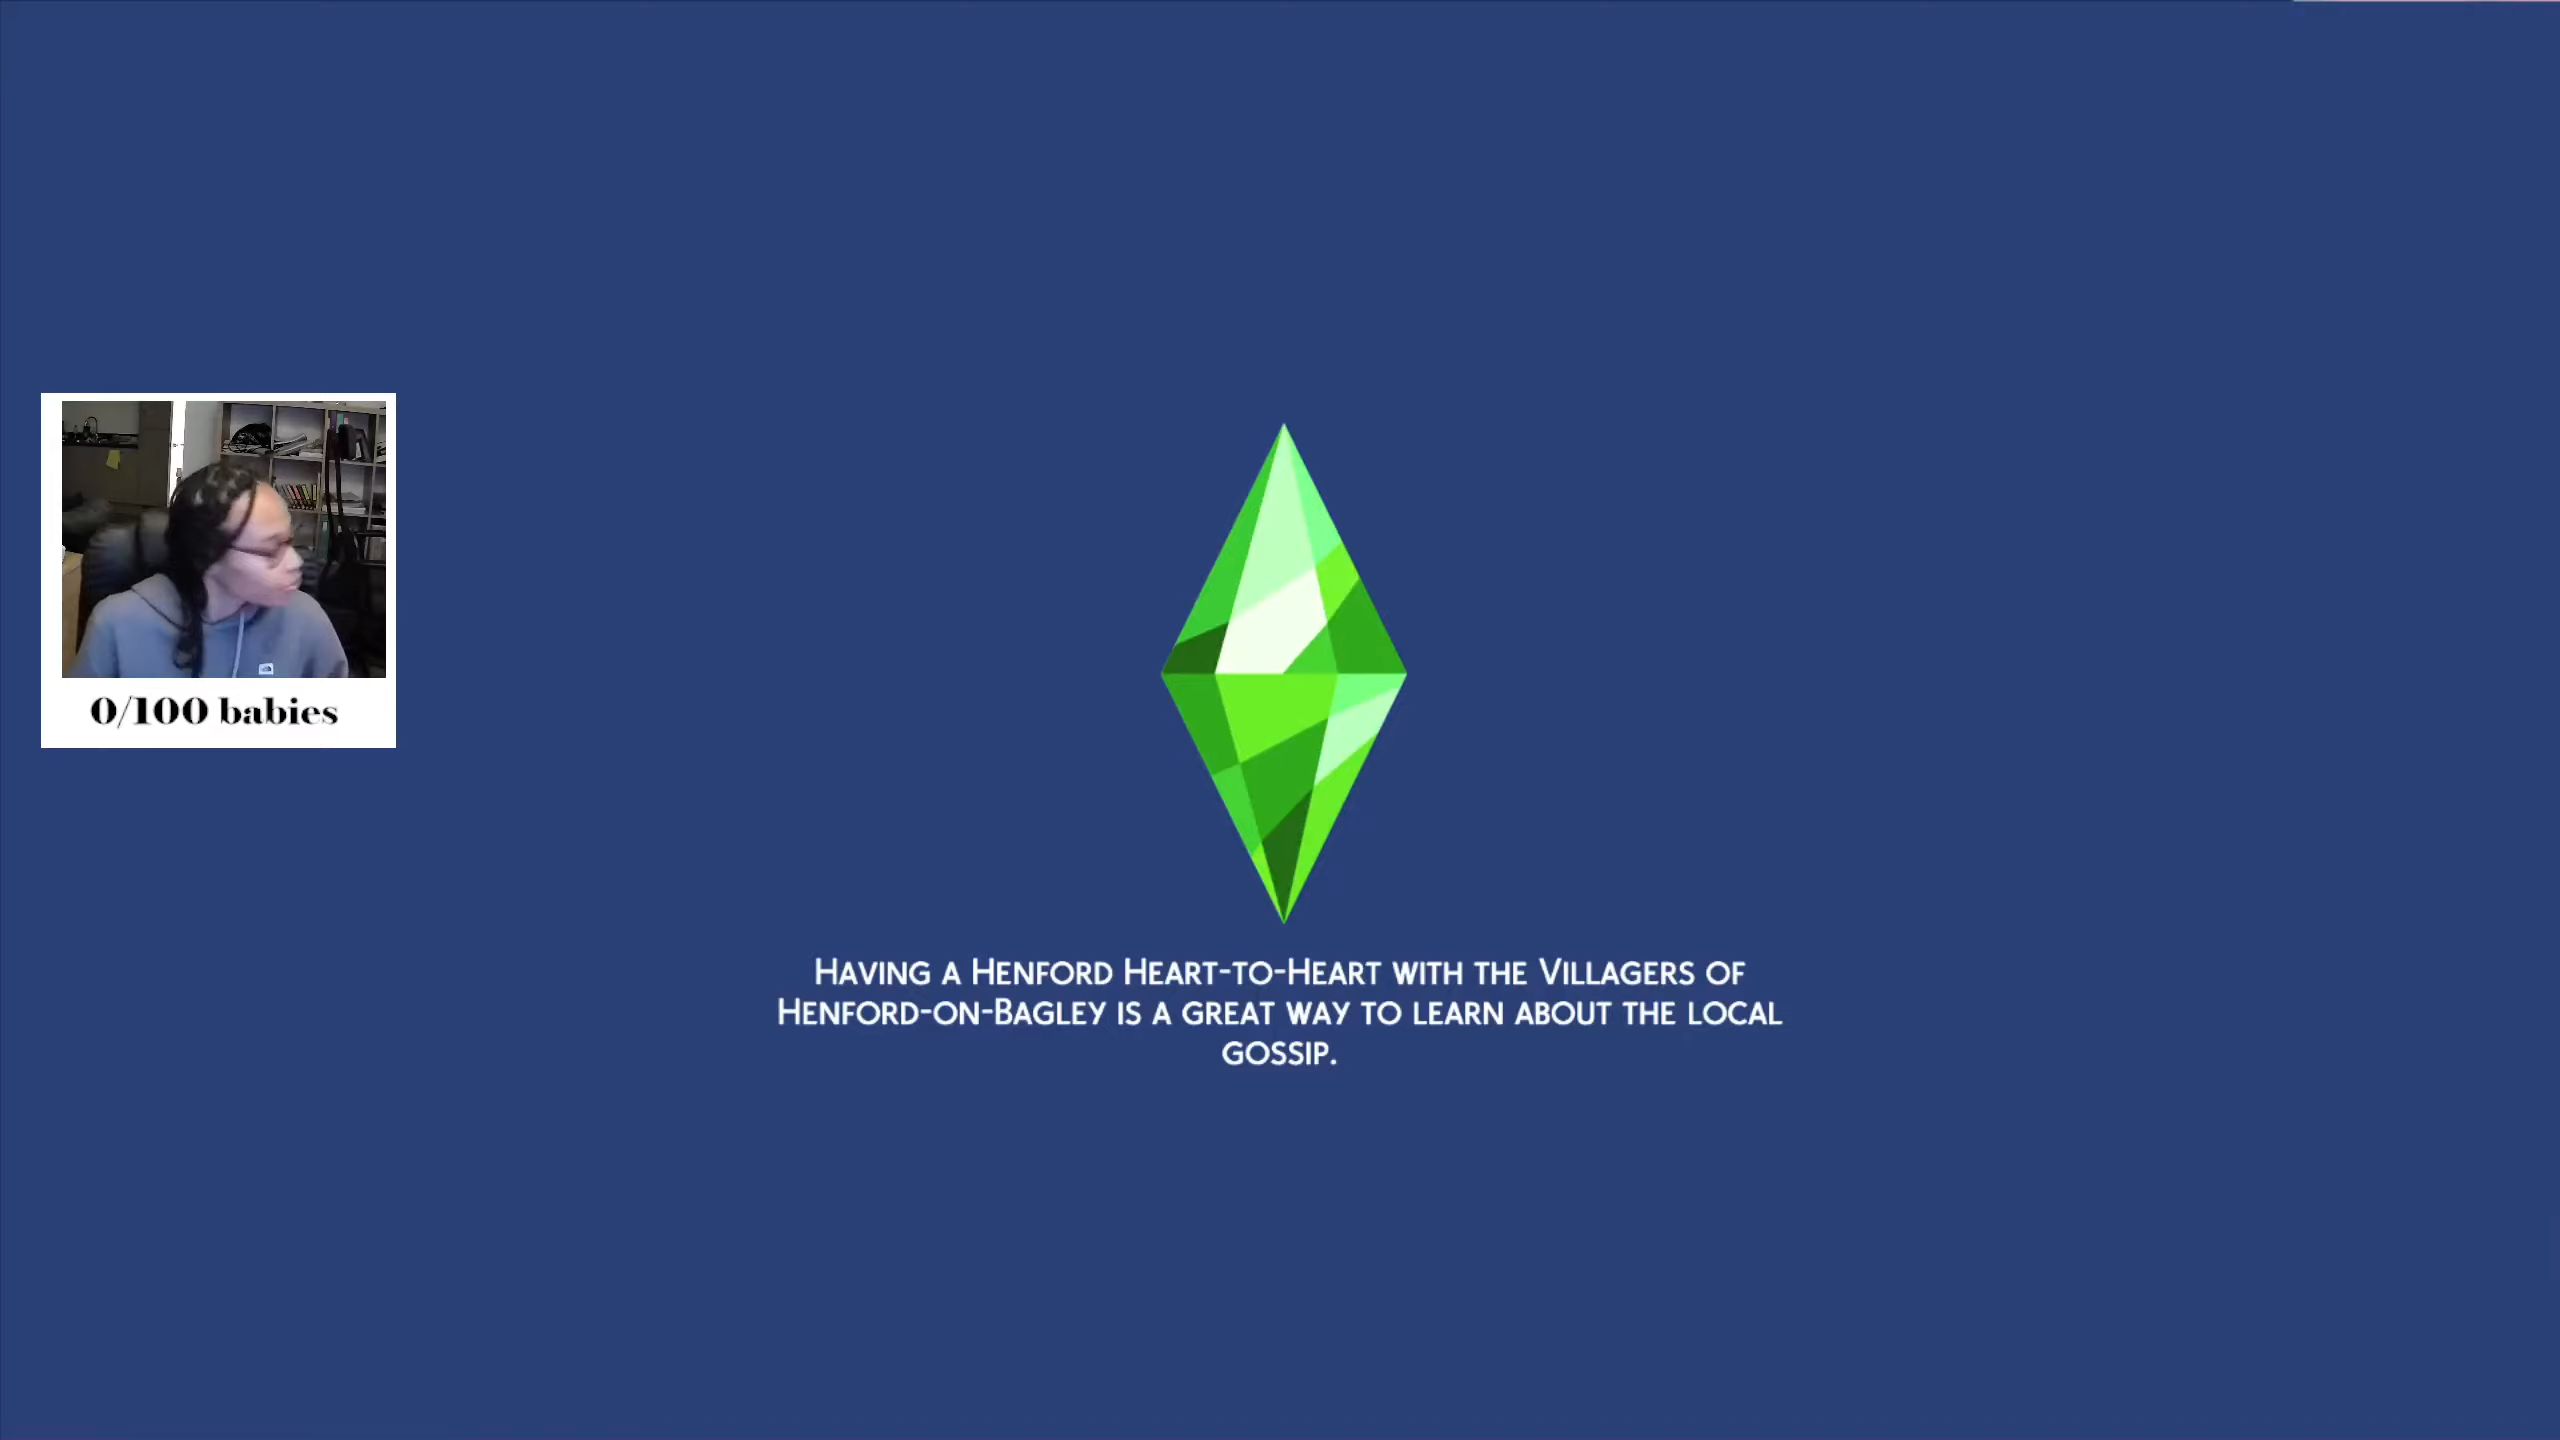 0/100 babies
Having a Henford Heart-to-Heart with the Villagers of
Henford-on-Bagley is a great way to learn about the local
gossip.